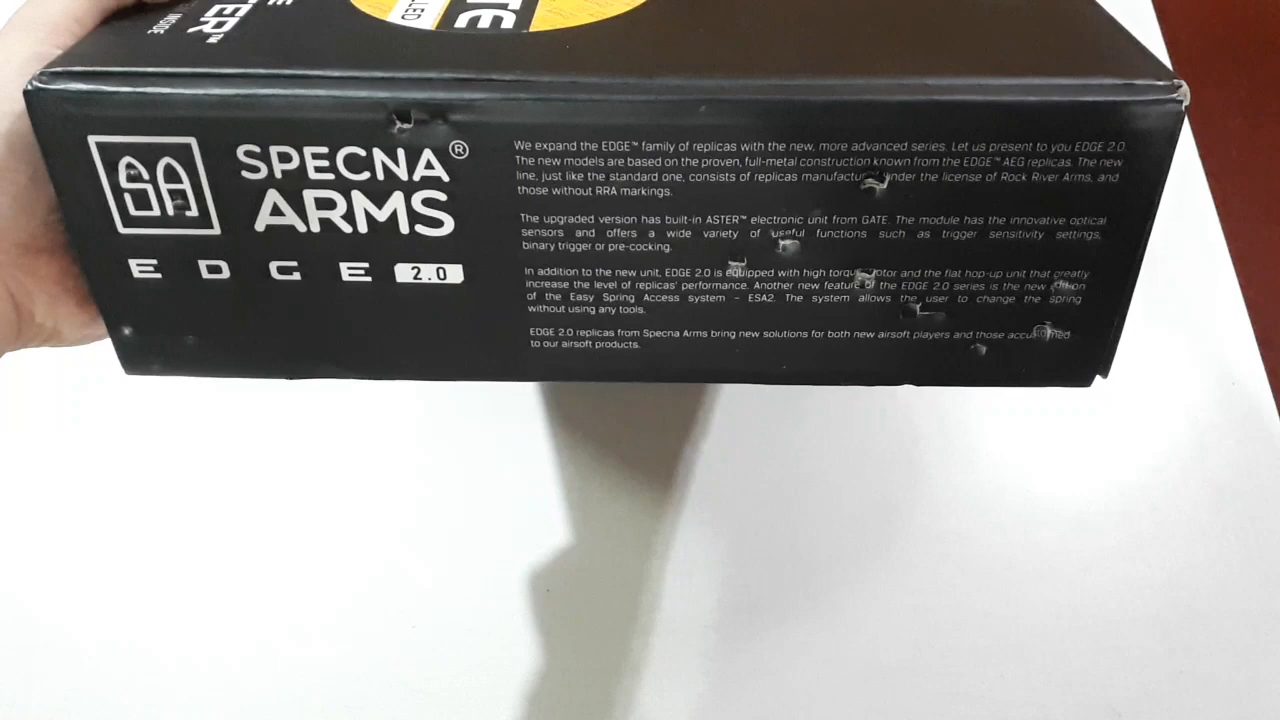 INSIDE
TER™
LLED
TE
SA
SPECNA®
ARMS
EDGE 2.0
We expand the EDGE™ family of replicas with the new, more advanced series. Let us present to you EDGE 2.0.
The new models are based on the proven, full-metal construction known from the EDGE™ AEG replicas. The new
line, just like the standard one, consists of replicas manufactur under the license of Rock River Arms, and
those without RRA markings.
The upgraded version has built-in ASTER™ electronic unit from GATE. The module has the innovative optical
sensors and offers a wide variety of useful functions such as trigger sensitivity settings,
binary trigger or pre-cocking.
In addition to the new unit, EDGE 2.0 is equipped with high torque motor and the flat hop-up unit that greatly
increase the level of replicas' performance. Another new feature of the EDGE 2.0 series is the new edition
of the Easy Spring Access system - ESA2. The system allows the user to change the spring
without using any tools.
EDGE 2.0 replicas from Specna Arms bring new solutions for both new airsoft players and those accustomed
to our airsoft products.